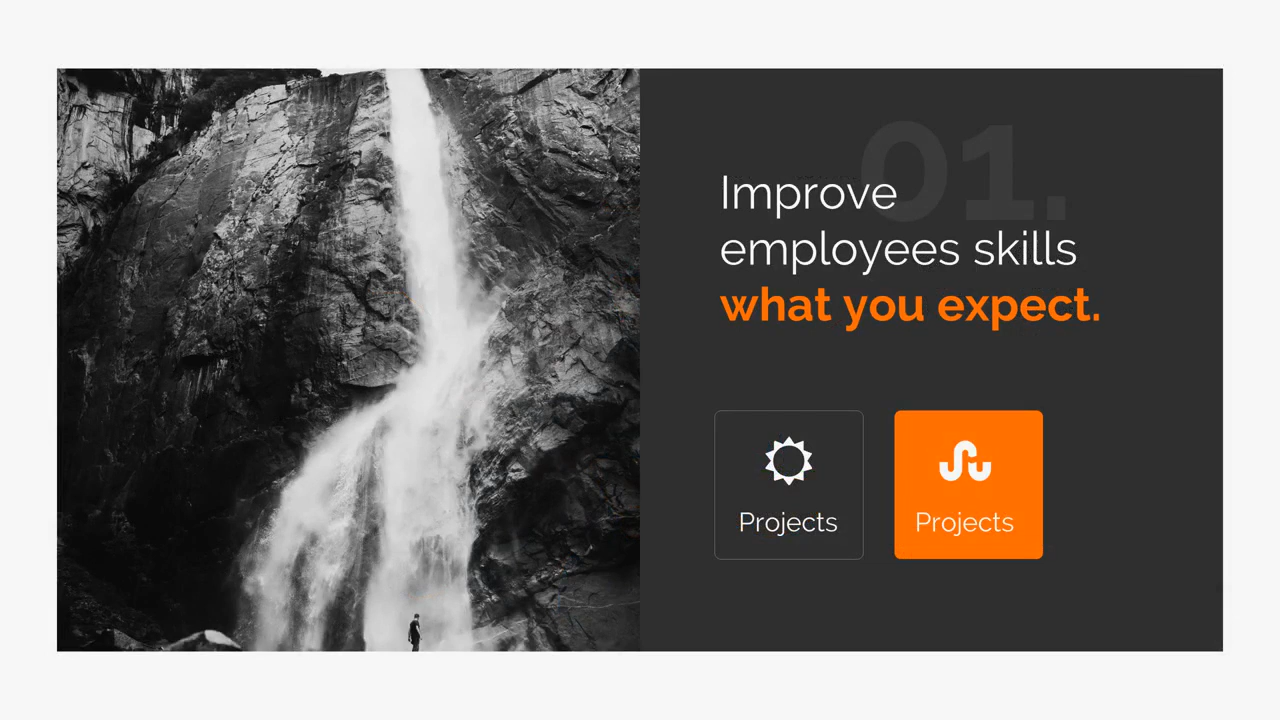 01.
Improve
employees skills
what you expect.
Projects
Projects